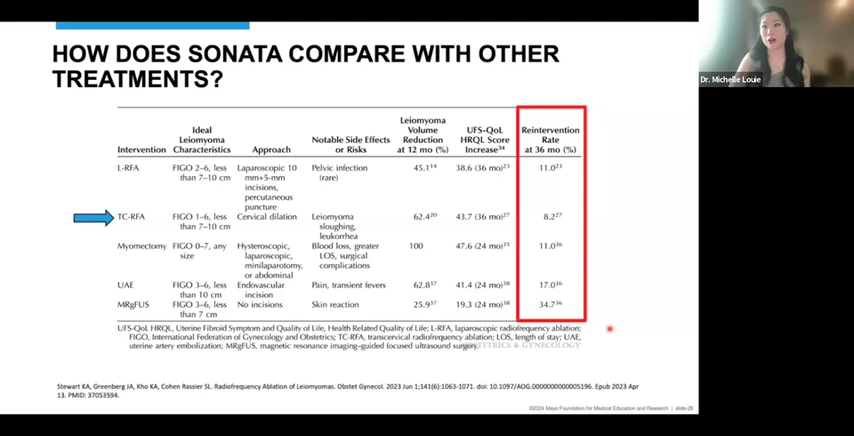 HOW DOES SONATA COMPARE WITH OTHER
TREATMENTS?
Dr. Michelle Louie
Intervention
Ideal
Leiomyoma
Characteristics
Approach
Notable Side Effects
or Risks
Leiomyoma
Volume
Reduction
at 12 mo (%)
UFS-QoL
HRQL Score
Increase34
Reintervention
Rate
at 36 mo (%)
L-RFA
FIGO 2–6, less
than 7–10 cm
Laparoscopic 10
mm+5-mm
incisions,
percutaneous
puncture
Pelvic infection
(rare)
45.114
38.6 (36 mo)23
11.023
TC-RFA
FIGO 1–6, less
than 7–10 cm
Cervical dilation
Leiomyoma
sloughing,
leukorrhea
62.420
43.7 (36 mo)27
8.227
Myomectomy
FIGO 0–7, any
size
Hysteroscopic,
laparoscopic,
minilaparotomy,
or abdominal
Blood loss, greater
LOS, surgical
complications
100
47.6 (24 mo)35
11.036
UAE
FIGO 3–6, less
than 10 cm
Endovascular
incision
Pain, transient fevers
62.837
41.4 (24 mo)38
17.036
MRgFUS
FIGO 3–6, less
than 7 cm
No incisions
Skin reaction
25.937
19.3 (24 mo)38
34.736
UFS-QoL HRQL, Uterine Fibroid Symptom and Quality of Life, Health Related Quality of Life; L-RFA, laparoscopic radiofrequency ablation;
FIGO, International Federation of Gynecology and Obstetrics; TC-RFA, transcervical radiofrequency ablation; LOS, length of stay; UAE,
uterine artery embolization; MRgFUS, magnetic resonance imaging–guided focused ultrasound surgery.
& GYNECOLOGY
Stewart KA, Greenberg JA, Kho KA, Cohen Rassier SL. Radiofrequency Ablation of Leiomyomas. Obstet Gynecol. 2023 Jun 1;141(6):1063-1071. doi: 10.1097/AOG.0000000000005196. Epub 2023 Apr
13. PMID: 37053594.
©2024 Mayo Foundation for Medical Education and Research | slide-26